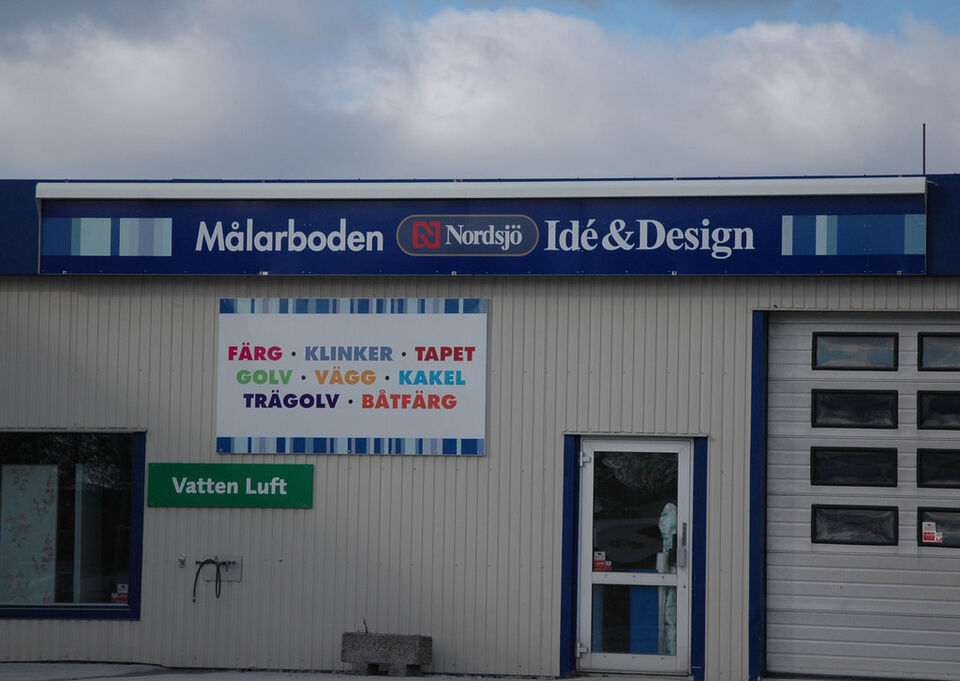 Målarboden Nordsjö Idé & Design
FÄRG · KLINKER · TAPET
GOLV · VÄGG · KAKEL
TRÄGOLV · BÅTFÄRG
Vatten Luft